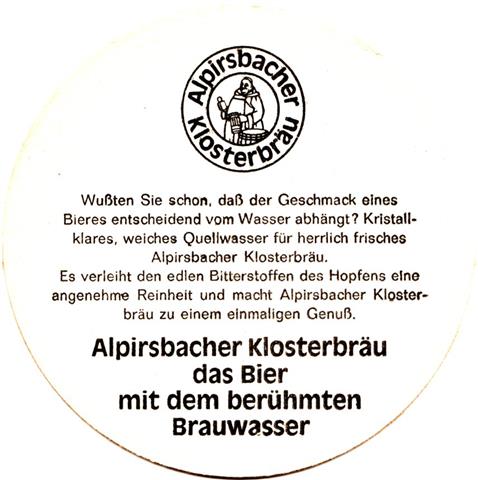 Alpirsbacher
Klosterbräu
Wußten Sie schon, daß der Geschmack eines
Bieres entscheidend vom Wasser abhängt? Kristall-
klares, weiches Quellwasser für herrlich frisches
Alpirsbacher Klosterbräu.
Es verleiht den edlen Bitterstoffen des Hopfens eine
angenehme Reinheit und macht Alpirsbacher Kloster-
bräu zu einem einmaligen Genuß.
Alpirsbacher Klosterbräu
das Bier
mit dem berühmten
Brauwasser